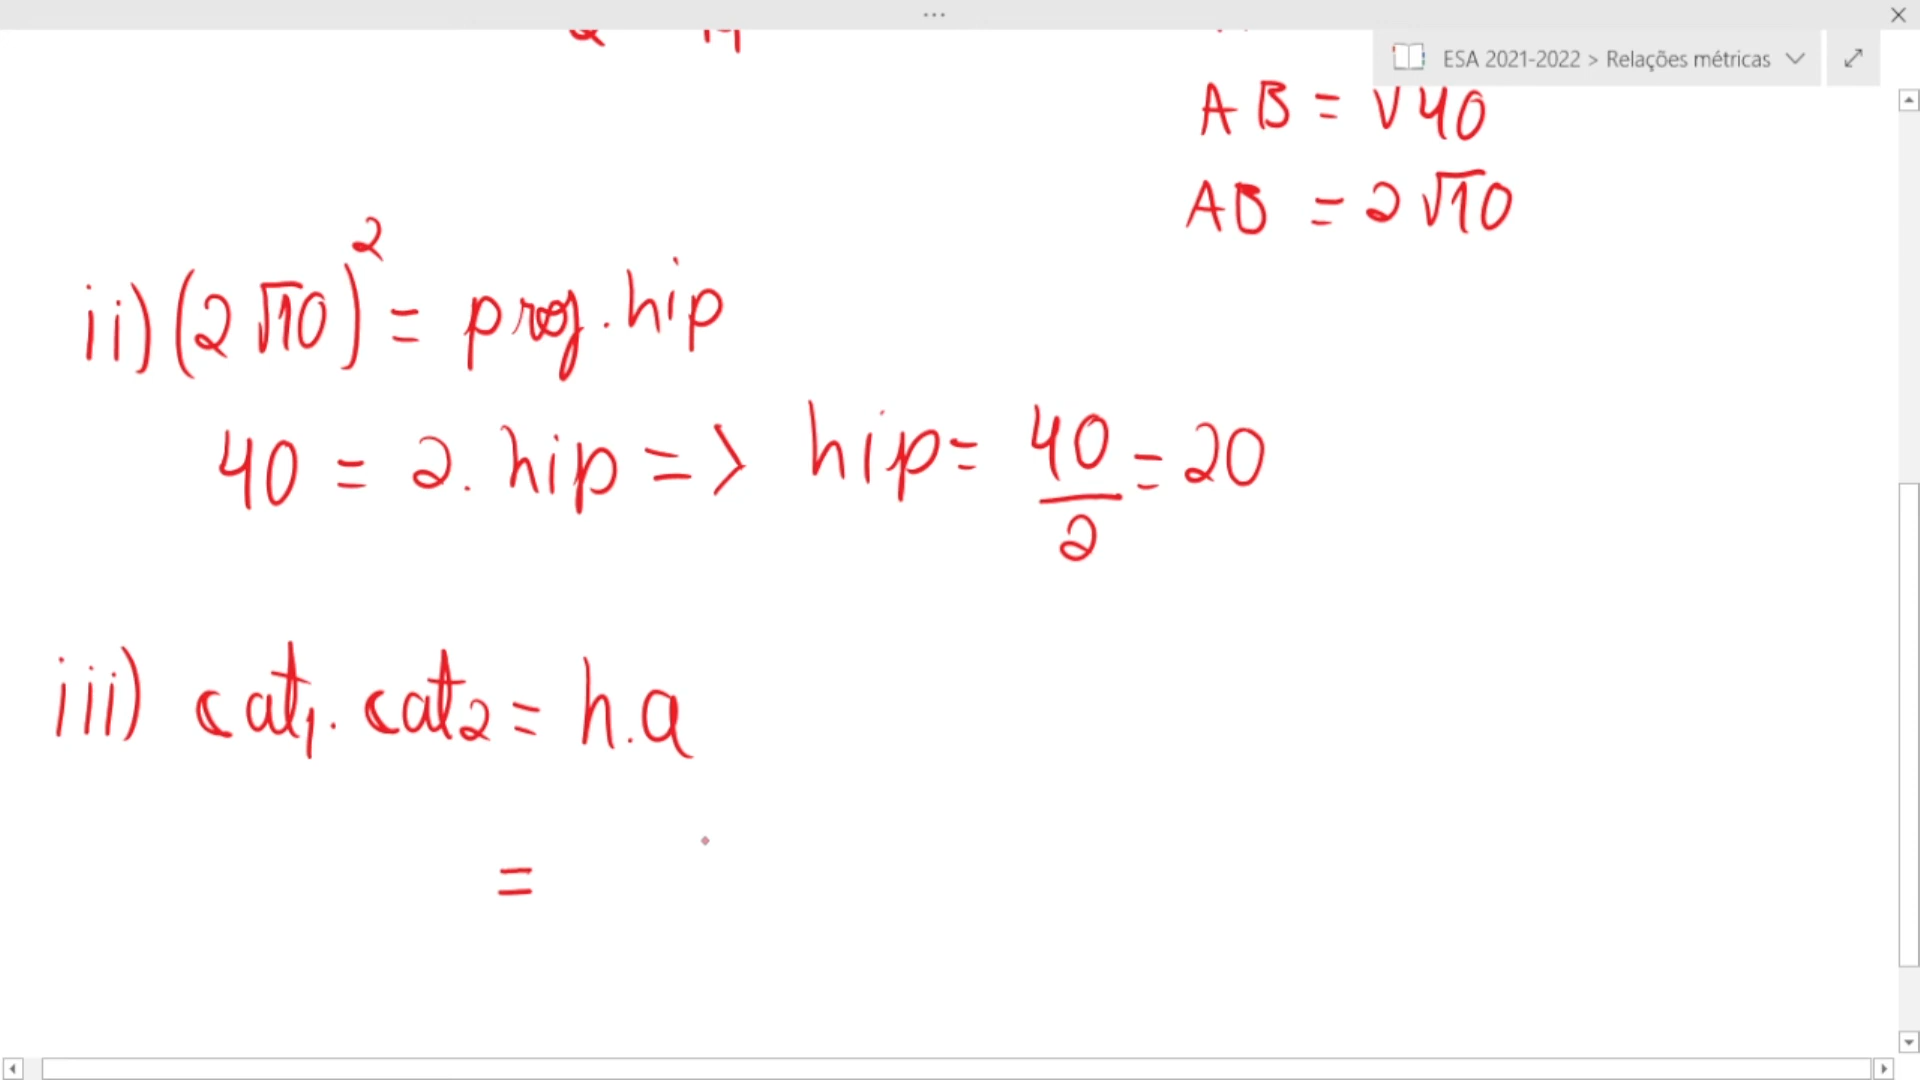 ESA 2021-2022 > Relações métricas
AB = √40
AB = 2√10
ii) (2√10)² = proj.hip
40 = 2. hip => hip= 40/2 = 20
iii) cat₁. cat₂ = h.a
=